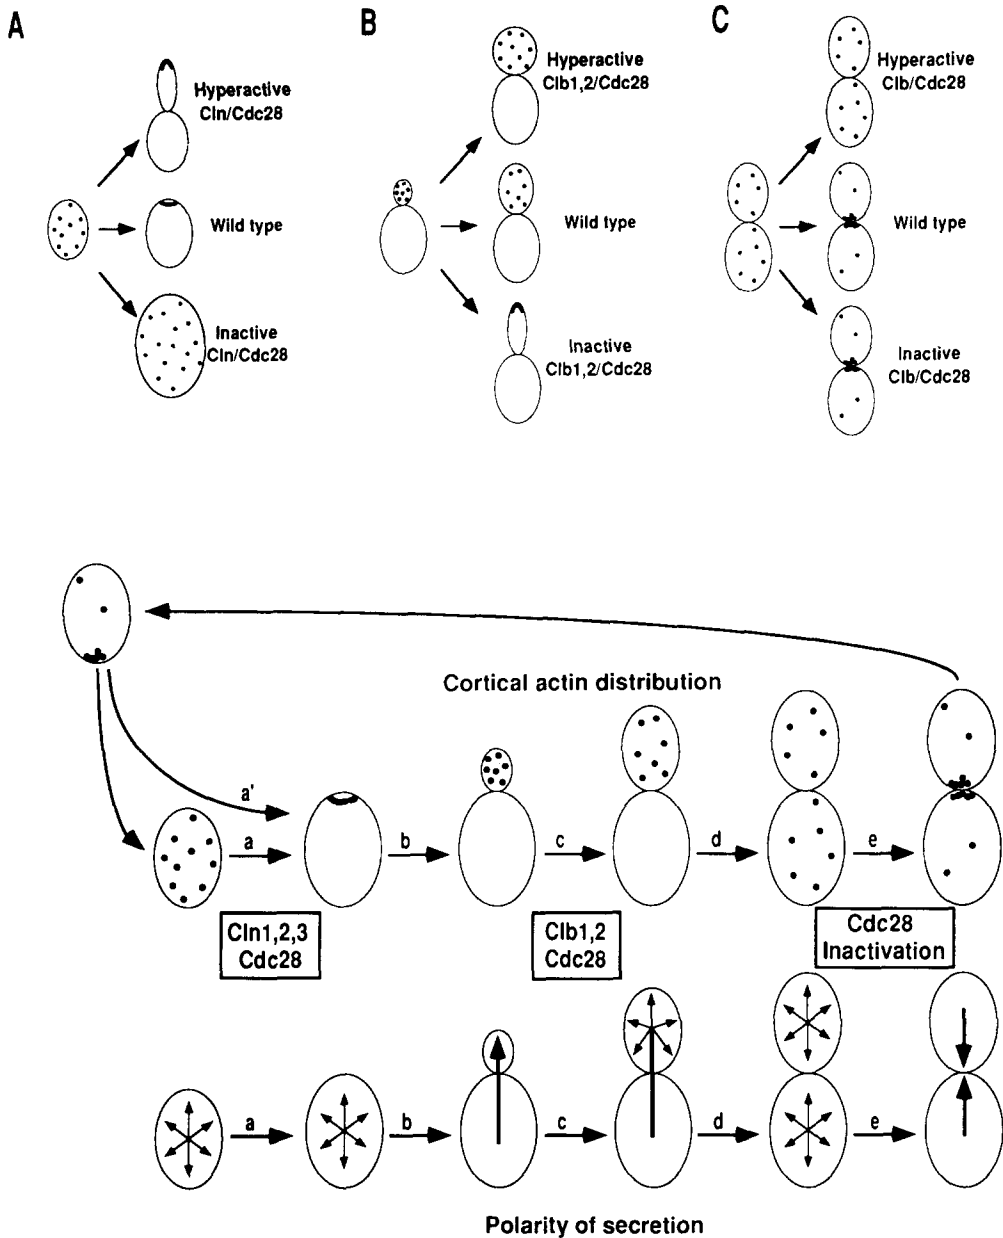 A
Hyperactive
Cln/Cdc28
Wild type
Inactive
Cln/Cdc28
B
Hyperactive
Clb1,2/Cdc28
Wild type
Inactive
Clb1,2/Cdc28
C
Hyperactive
Clb/Cdc28
Wild type
Inactive
Clb/Cdc28
Cortical actin distribution
a'
a
b
c
d
e
Cln1,2,3
Cdc28
Clb1,2
Cdc28
Cdc28
Inactivation
a
b
c
d
e
Polarity of secretion